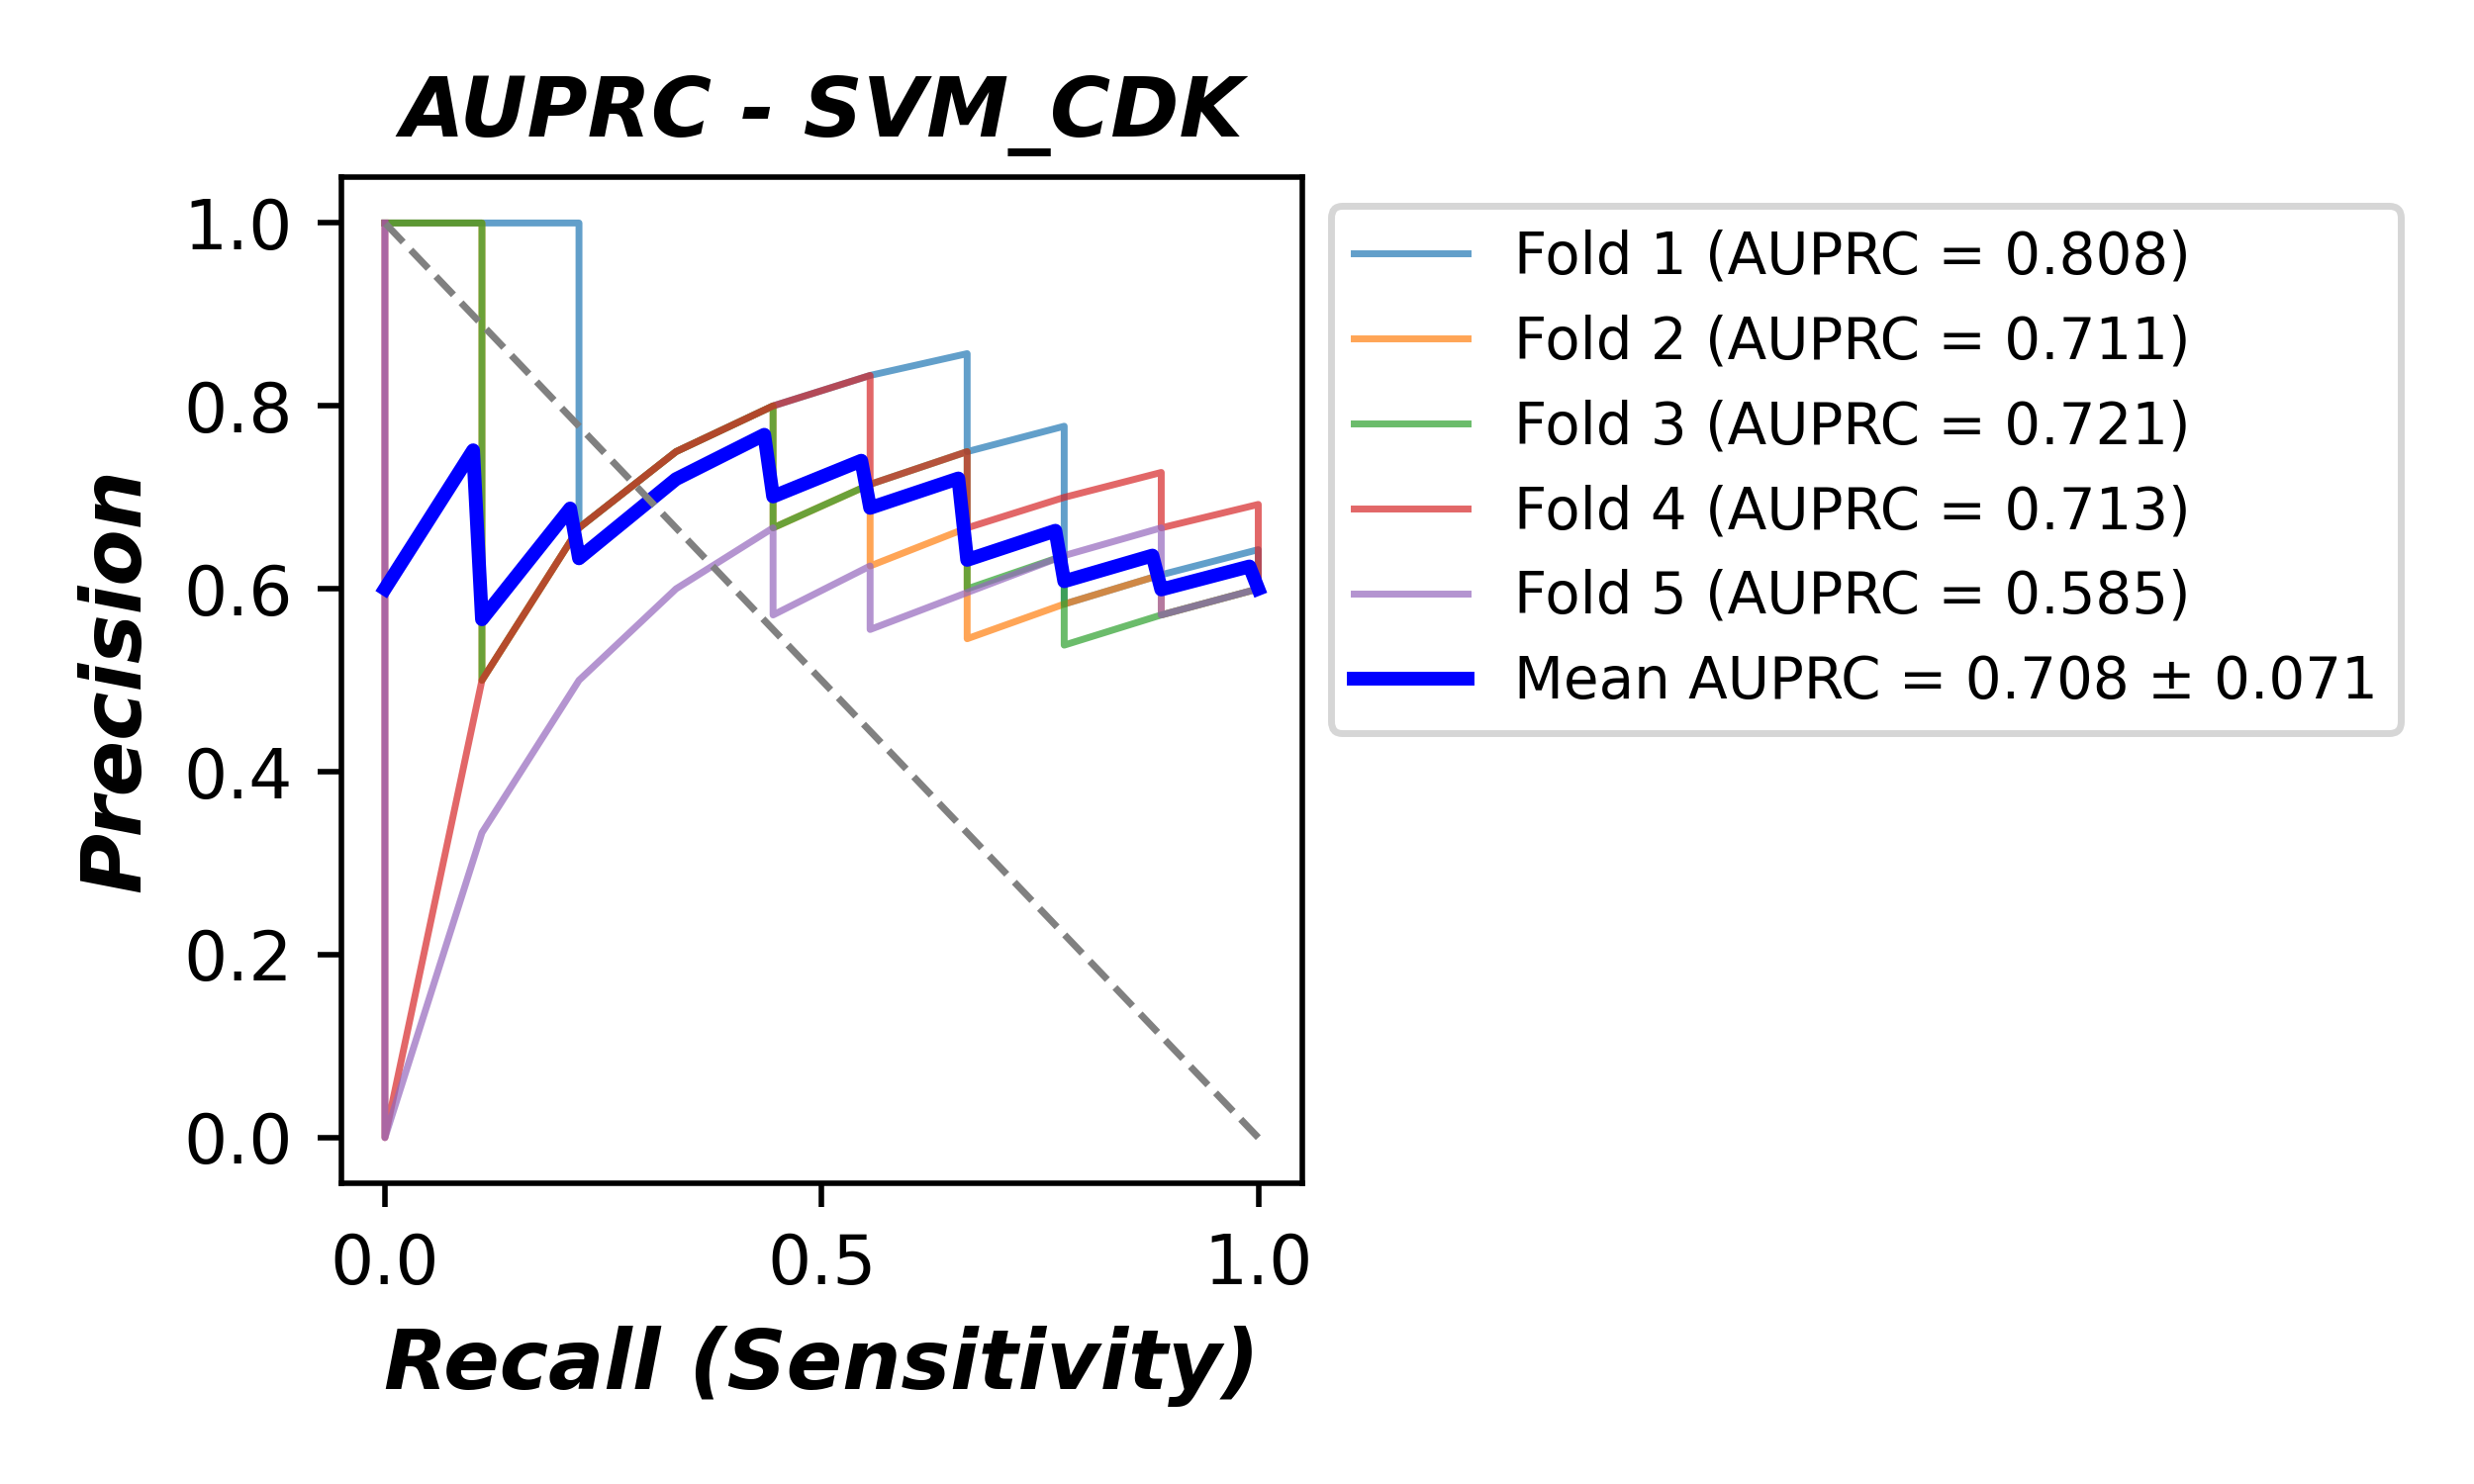 AUPRC - SVM_CDK
Precision
1.0
0.8
0.6
0.4
0.2
0.0
0.0 0.5 1.0
Recall (Sensitivity)
Fold 1 (AUPRC = 0.808)
Fold 2 (AUPRC = 0.711)
Fold 3 (AUPRC = 0.721)
Fold 4 (AUPRC = 0.713)
Fold 5 (AUPRC = 0.585)
Mean AUPRC = 0.708 ± 0.071